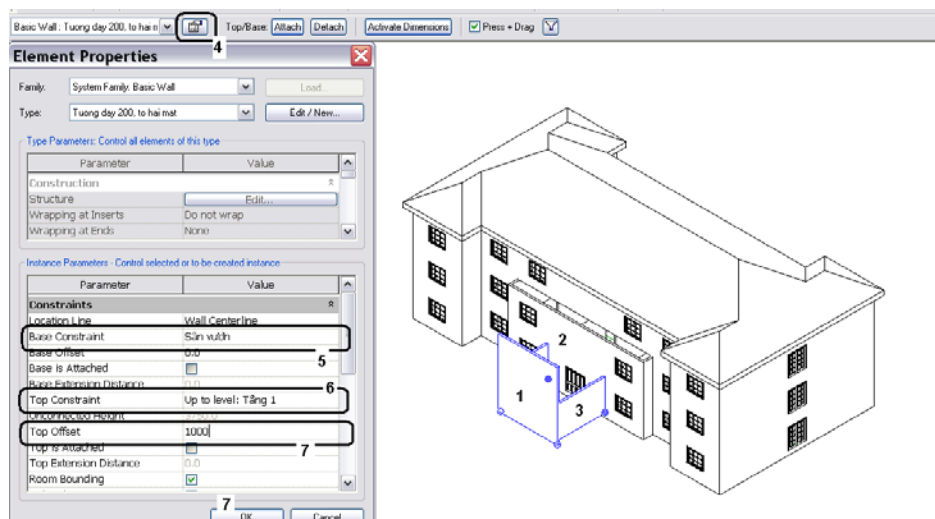 Basic Wall : Tuong day 200, to hai n Top/Base: Attach Detach Activate Dimensions Press + Drag
4
Element Properties
Family: System Family: Basic Wall Load...
Type: Tuong day 200, to hai mat Edit / New...
Type Parameters: Control all elements of this type
Parameter Value
Construction
Structure Edit...
Wrapping at Inserts Do not wrap
Wrapping at Ends None
Instance Parameters - Control selected or to be created instance
Parameter Value
Constraints
Location Line Wall Centerline
Base Constraint Sân vườn
5
Base Offset 0.0
Base is Attached
Base Extension Distance 0.0
6
Top Constraint Up to level: Tầng 1
Unconnected Height 3750.0
Top Offset 1000
7
Top is Attached
Top Extension Distance 0.0
Room Bounding
7
OK Cancel
2
1
3